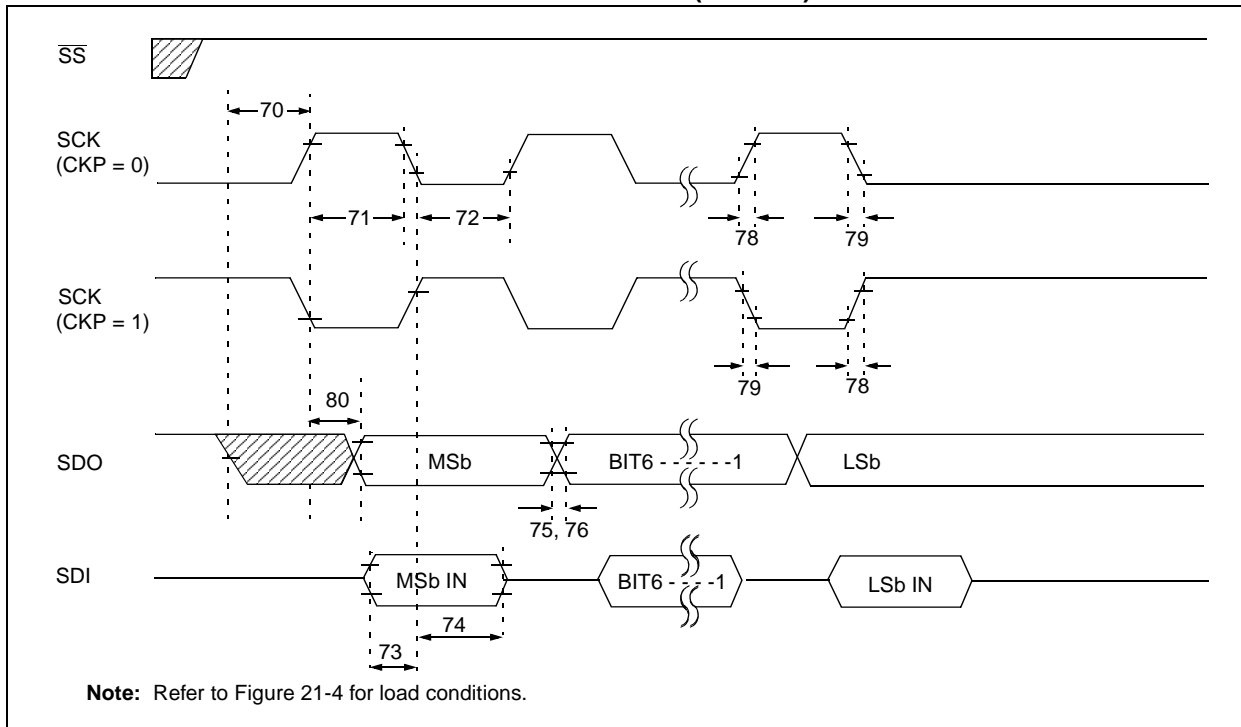 SS
70
SCK
(CKP = 0)
71
72
78
79
SCK
(CKP = 1)
79
78
80
SDO
MSb
BIT6 - - - - - -1
LSb
75, 76
SDI
MSb IN
BIT6 - - - -1
LSb IN
74
73
Note: Refer to Figure 21-4 for load conditions.